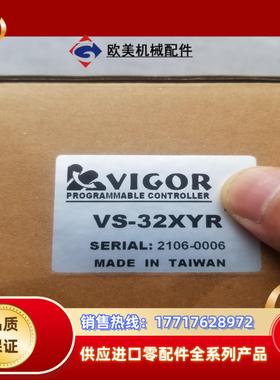 欧美机械配件
VIGOR
PROGRAMMABLE CONTROLLER
VS-32XYR
SERIAL: 2106-0006
MADE IN TAIWAN
品质
保证
销售热线：17717628972
供应进口零配件全系列产品